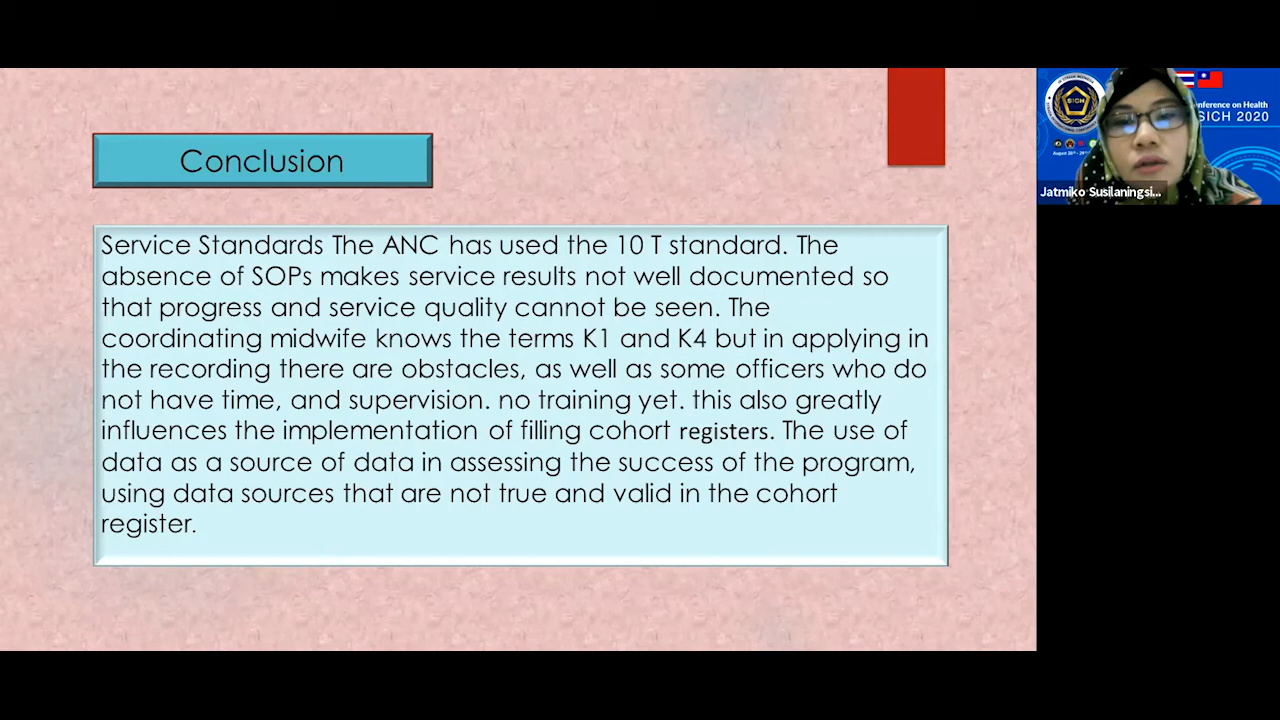 Conclusion
Service Standards The ANC has used the 10 T standard. The
absence of SOPs makes service results not well documented so
that progress and service quality cannot be seen. The
coordinating midwife knows the terms K1 and K4 but in applying in
the recording there are obstacles, as well as some officers who do
not have time, and supervision. no training yet. this also greatly
influences the implementation of filling cohort registers. The use of
data as a source of data in assessing the success of the program,
using data sources that are not true and valid in the cohort
register.
nference on Health
SICH 2020
SICH
Jatmiko Susilaningsi...